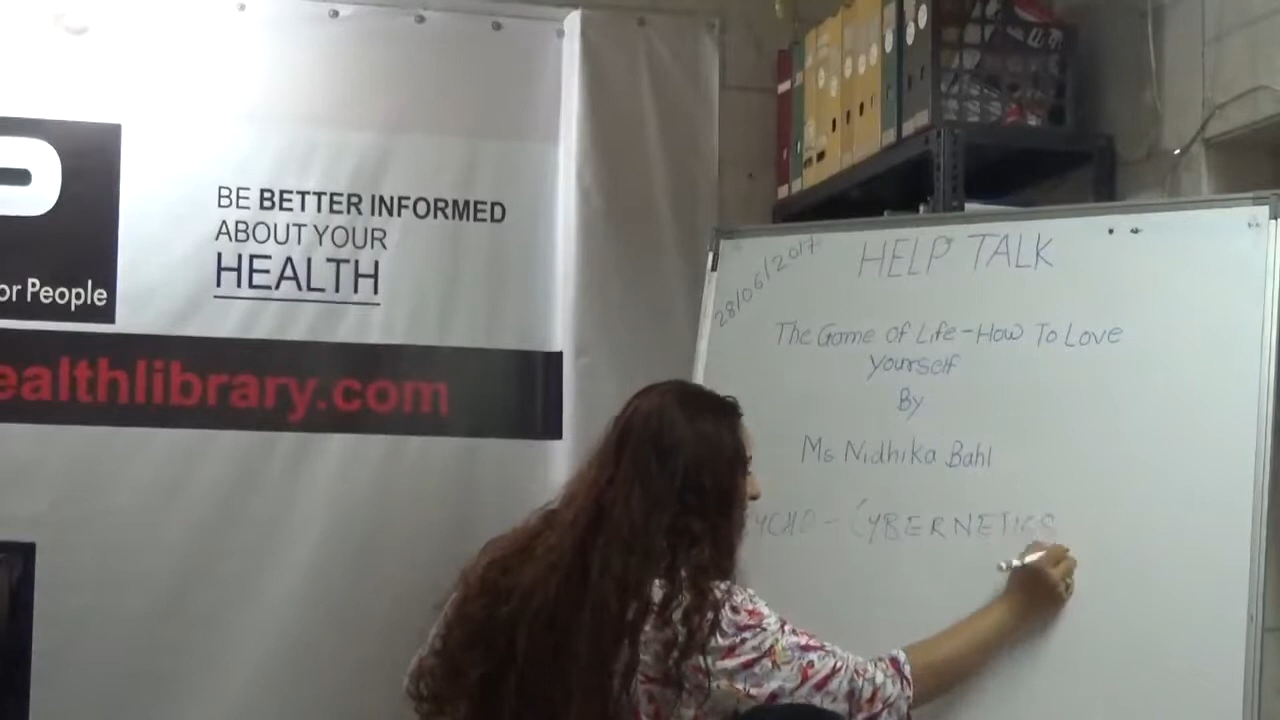 BE BETTER INFORMED
ABOUT YOUR
HEALTH
or People
ealthlibrary.com
28/06/2017
HELP TALK
The Game of Life-How To Love
Yourself
By
Ms Nidhika Bahl
YCHO - CYBERNETICS